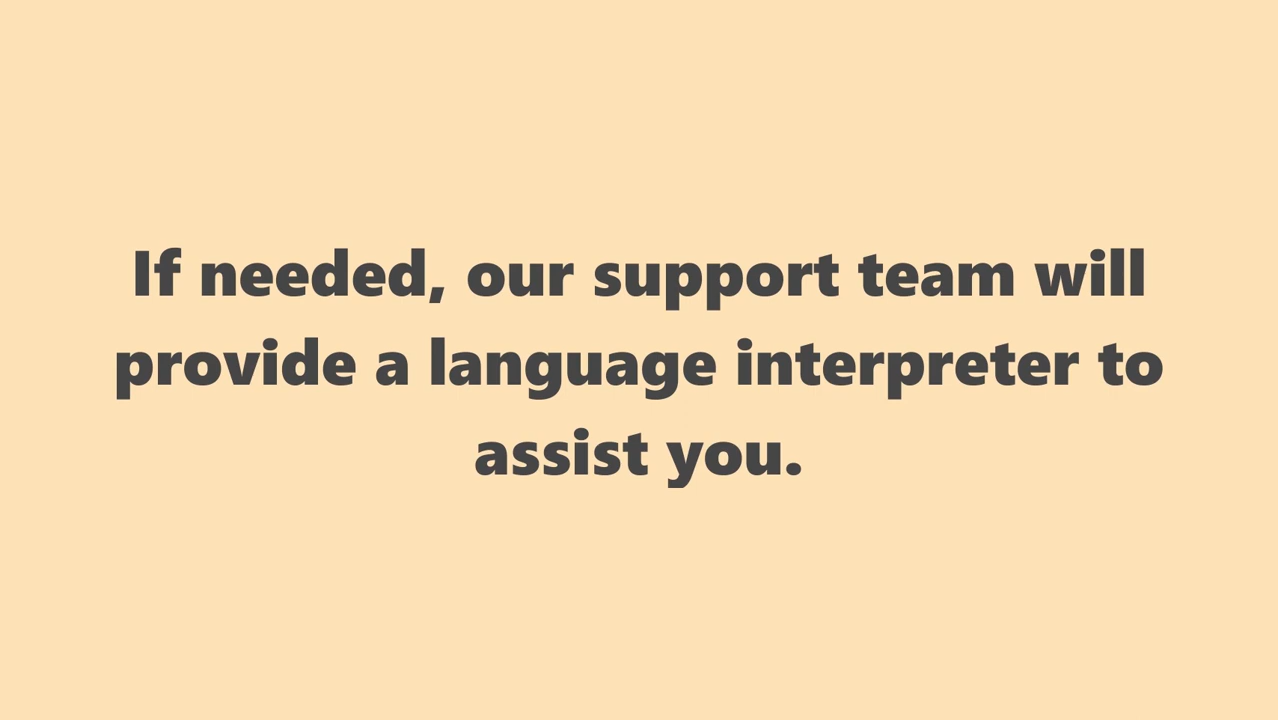 If needed, our support team will
provide a language interpreter to
assist you.